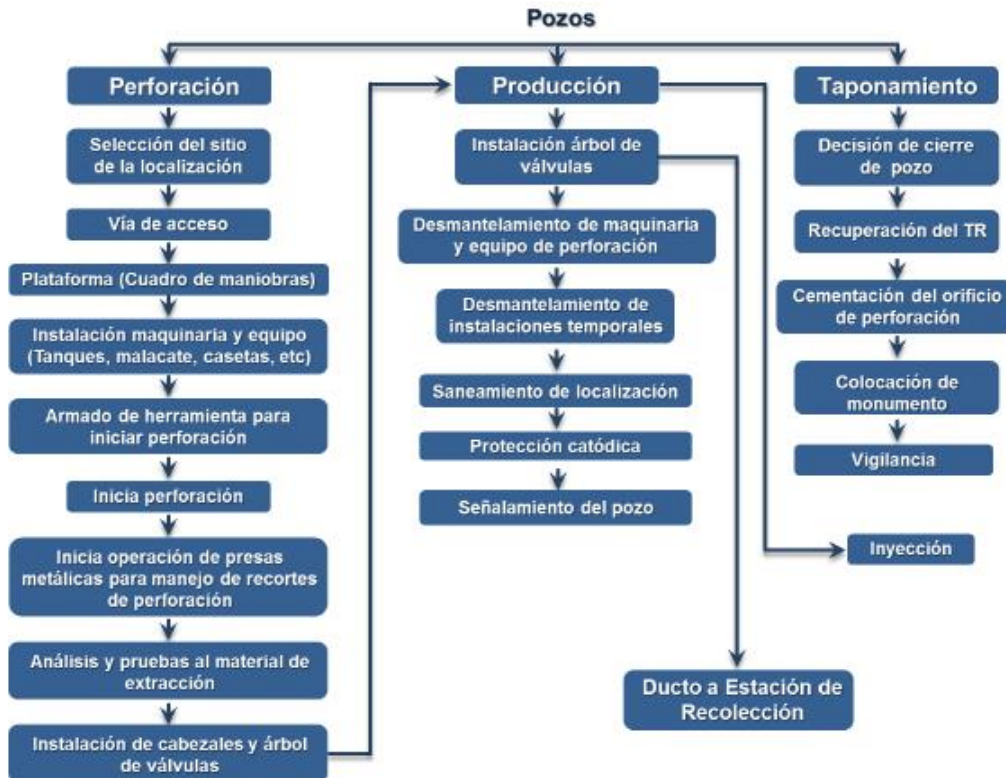 Pozos
Perforación
Selección del sitio
de la localización
Vía de acceso
Plataforma (Cuadro de maniobras)
Instalación maquinaria y equipo
(Tanques, malacate, casetas, etc)
Armado de herramienta para
iniciar perforación
Inicia perforación
Inicia operación de presas
metálicas para manejo de recortes
de perforación
Análisis y pruebas al material de
extracción
Instalación de cabezales y árbol
de válvulas
Producción
Instalación árbol de
válvulas
Desmantelamiento de maquinaria
y equipo de perforación
Desmantelamiento de
instalaciones temporales
Saneamiento de localización
Protección catódica
Señalamiento del pozo
Ducto a Estación de
Recolección
Taponamiento
Decisión de cierre
de pozo
Recuperación del TR
Cementación del orificio
de perforación
Colocación de
monumento
Vigilancia
Inyección